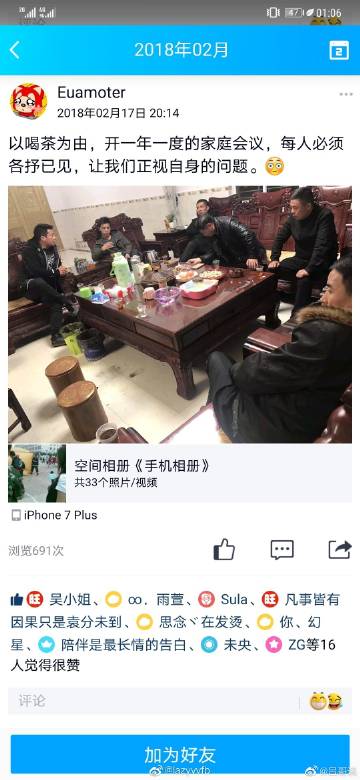 01:06
2018年02月
2
Euamoter
2018年02月17日 20:14
以喝茶为由，开一年一度的家庭会议，每人必须
各抒已见，让我们正视自身的问题。
空间相册《手机相册》
共33个照片/视频
iPhone 7 Plus
浏览691次
旺 吴小姐、 ∞. 雨萱、 Sula、 旺 凡事皆有
因果只是袁分未到、 思念ヾ在发烫、 你、幻
星、 陪伴是最长情的告白、 未央、 ZG等16
人觉得很赞
评论
加为好友
@lazyyyfb